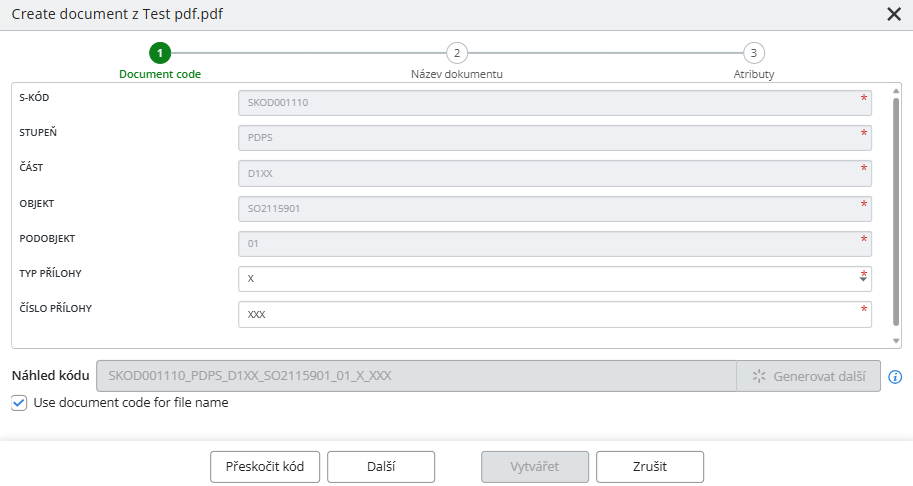 Create document z Test pdf.pdf
1 2 3
Document code Název dokumentu Atributy
S-KÓD SKOD001110 *
STUPEŇ PDPS *
ČÁST D1XX *
OBJEKT SO2115901 *
PODOBJEKT 01 *
TYP PŘÍLOHY X *
ČÍSLO PŘÍLOHY XXX *
Náhled kódu SKOD001110_PDPS_D1XX_SO2115901_01_X_XXX Generovat další
Use document code for file name
Přeskočit kód Další Vytvářet Zrušit